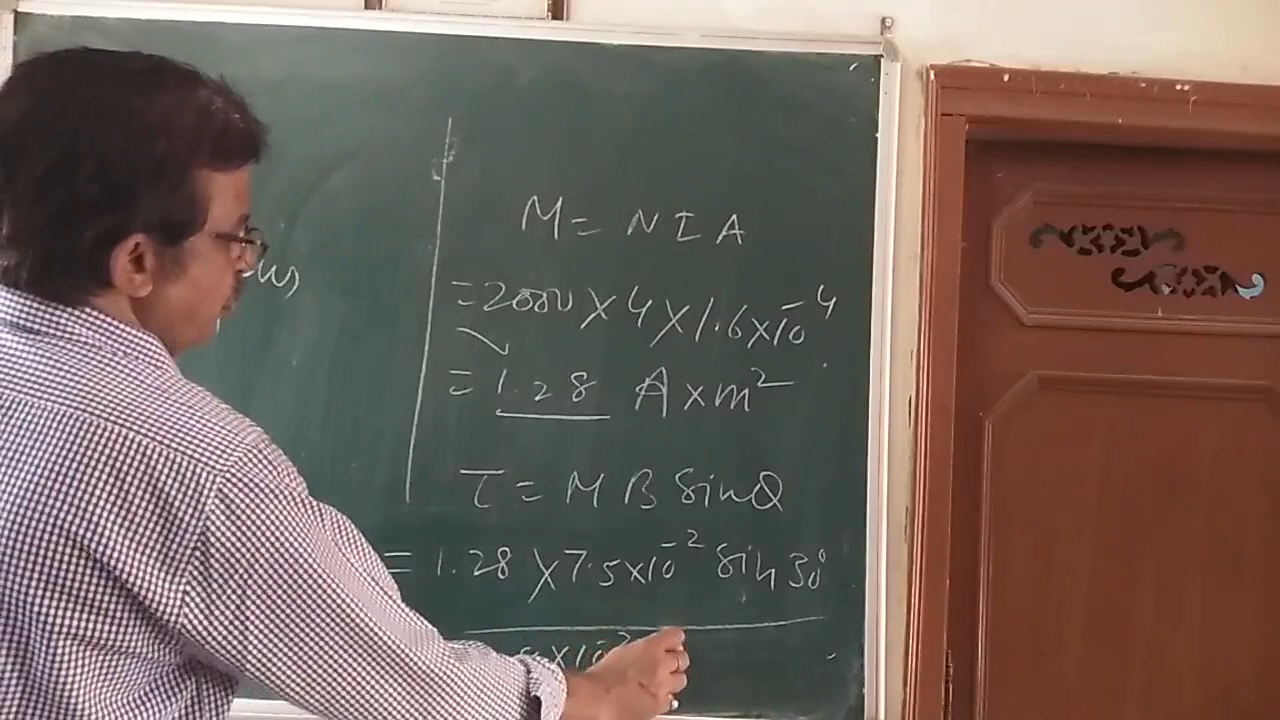 M = N I A
= 2000 × 4 × 1.6 × 10⁻⁴
= 1.28 A × m²
τ = M B Sinθ
= 1.28 × 7.5 × 10⁻² Sin 30°
× 10⁻²